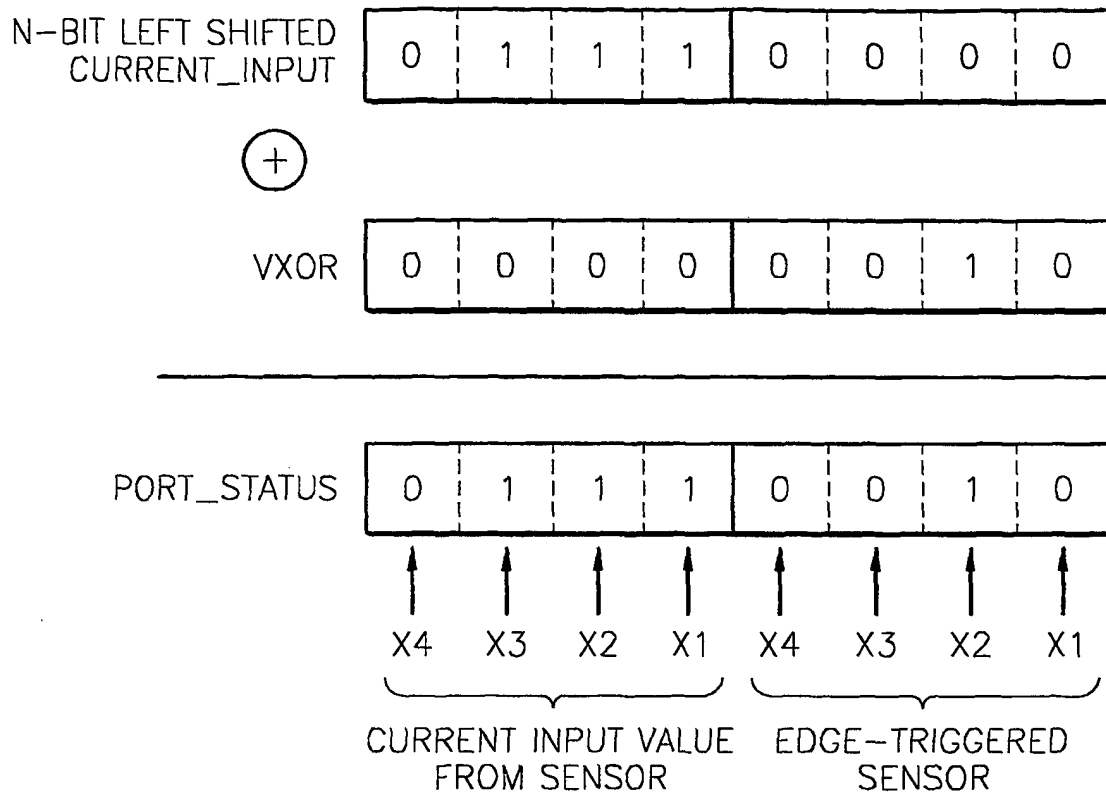 N-BIT LEFT SHIFTED
CURRENT_INPUT
0 1 1 1 0 0 0 0
+
VXOR
0 0 0 0 0 0 1 0
PORT_STATUS
0 1 1 1 0 0 1 0
X4 X3 X2 X1 X4 X3 X2 X1
CURRENT INPUT VALUE
FROM SENSOR
EDGE-TRIGGERED
SENSOR